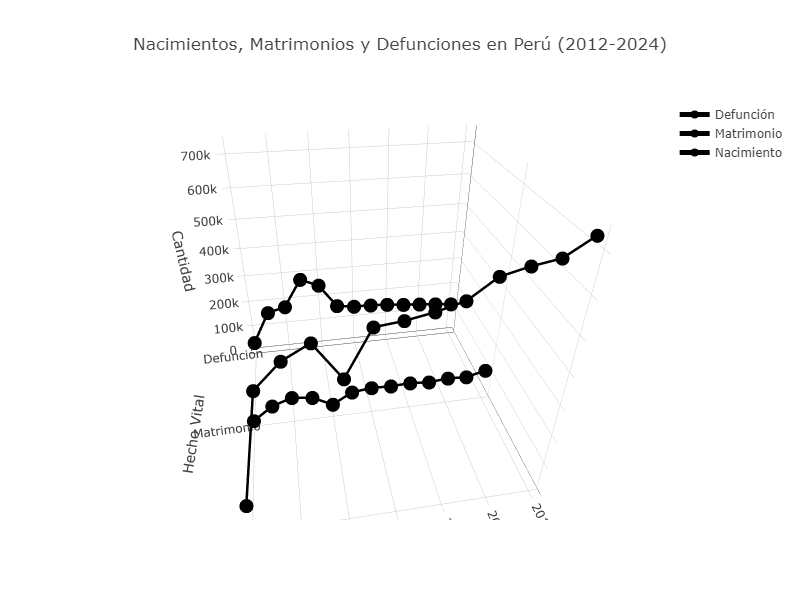 Nacimientos, Matrimonios y Defunciones en Perú (2012-2024)
Defunción
Matrimonio
Nacimiento
700k
600k
500k
400k
300k
200k
100k
0
Cantidad
Defunción
Matrimonio
Hecho Vital